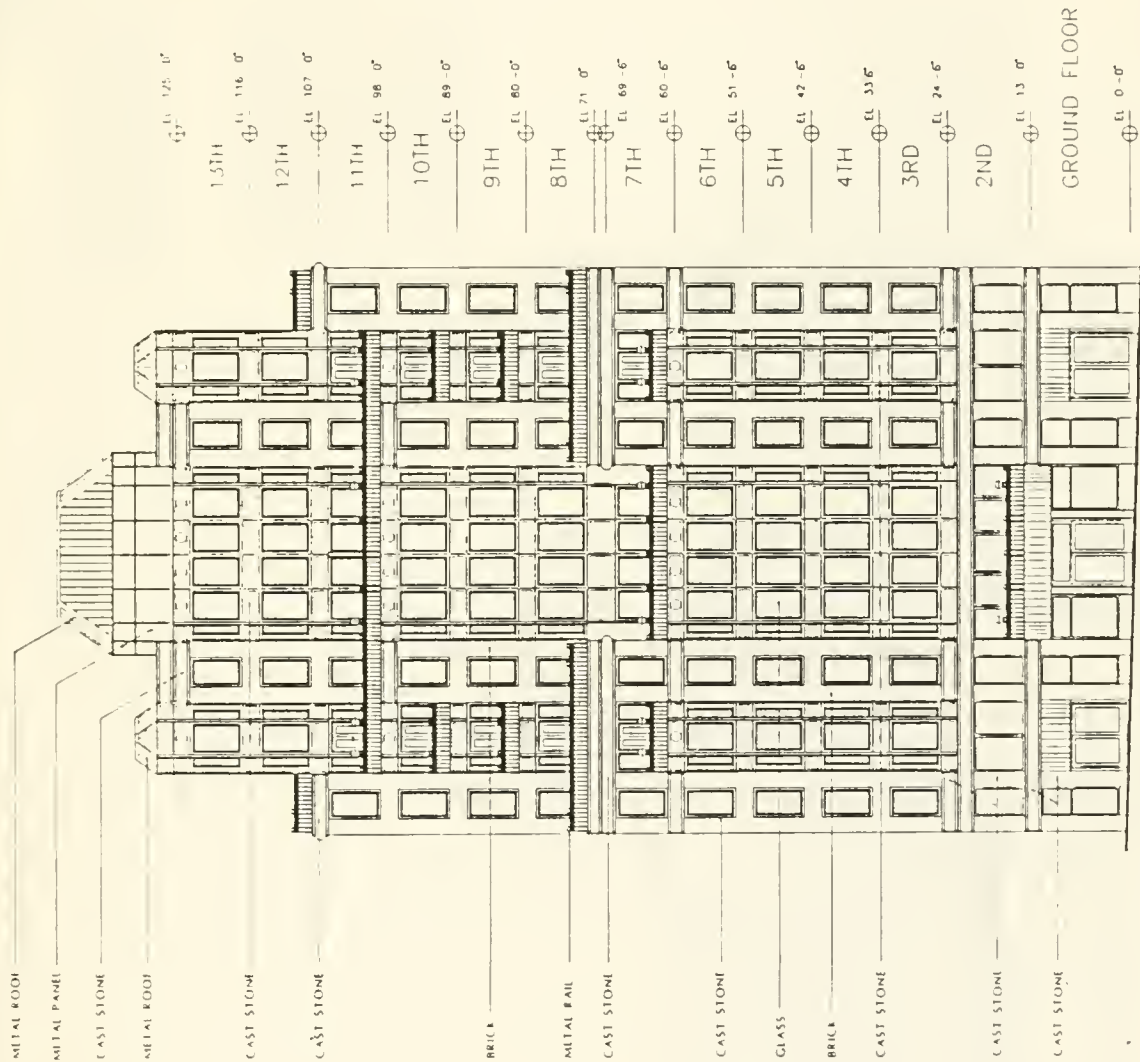 METAL ROOF
METAL PANEL
CAST STONE
METAL ROOF
CAST STONE
CAST STONE
BRICK
METAL RAIL
CAST STONE
CAST STONE
GLASS
BRICK
CAST STONE
CAST STONE
CAST STONE
EL 125 0"
13TH
EL 116 0"
12TH
EL 107 0"
11TH
EL 98 0"
10TH
EL 89-0"
9TH
EL 80-0"
8TH
EL 71 0"
EL 69-6"
7TH
EL 60-6"
6TH
EL 51-6"
5TH
EL 42-6"
4TH
EL 33 6"
3RD
EL 24-6"
2ND
EL 13 0"
GROUND FLOOR
EL 0-0"